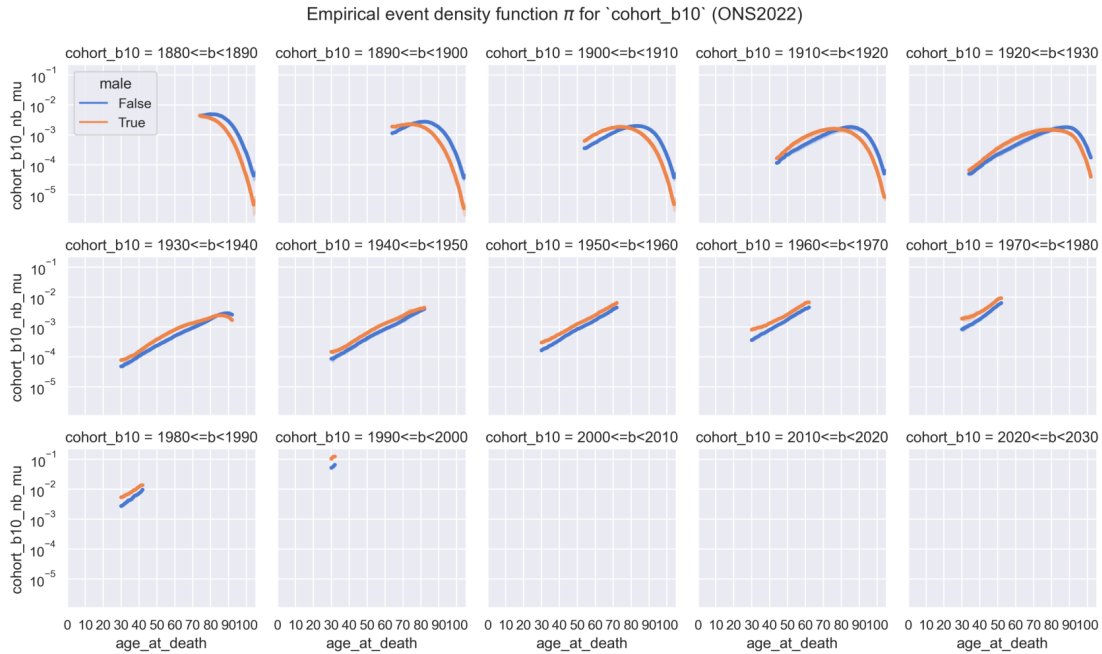 Empirical event density function π for `cohort_b10` (ONS2022)
cohort_b10 = 1880<=b<1890
cohort_b10 = 1890<=b<1900
cohort_b10 = 1900<=b<1910
cohort_b10 = 1910<=b<1920
cohort_b10 = 1920<=b<1930
cohort_b10_nb_mu
10⁻¹
10⁻²
10⁻³
10⁻⁴
10⁻⁵
male
False
True
cohort_b10 = 1930<=b<1940
cohort_b10 = 1940<=b<1950
cohort_b10 = 1950<=b<1960
cohort_b10 = 1960<=b<1970
cohort_b10 = 1970<=b<1980
cohort_b10_nb_mu
10⁻¹
10⁻²
10⁻³
10⁻⁴
10⁻⁵
cohort_b10 = 1980<=b<1990
cohort_b10 = 1990<=b<2000
cohort_b10 = 2000<=b<2010
cohort_b10 = 2010<=b<2020
cohort_b10 = 2020<=b<2030
cohort_b10_nb_mu
10⁻¹
10⁻²
10⁻³
10⁻⁴
10⁻⁵
0 10 20 30 40 50 60 70 80 90100
0 10 20 30 40 50 60 70 80 90100
0 10 20 30 40 50 60 70 80 90100
0 10 20 30 40 50 60 70 80 90100
0 10 20 30 40 50 60 70 80 90100
age_at_death
age_at_death
age_at_death
age_at_death
age_at_death